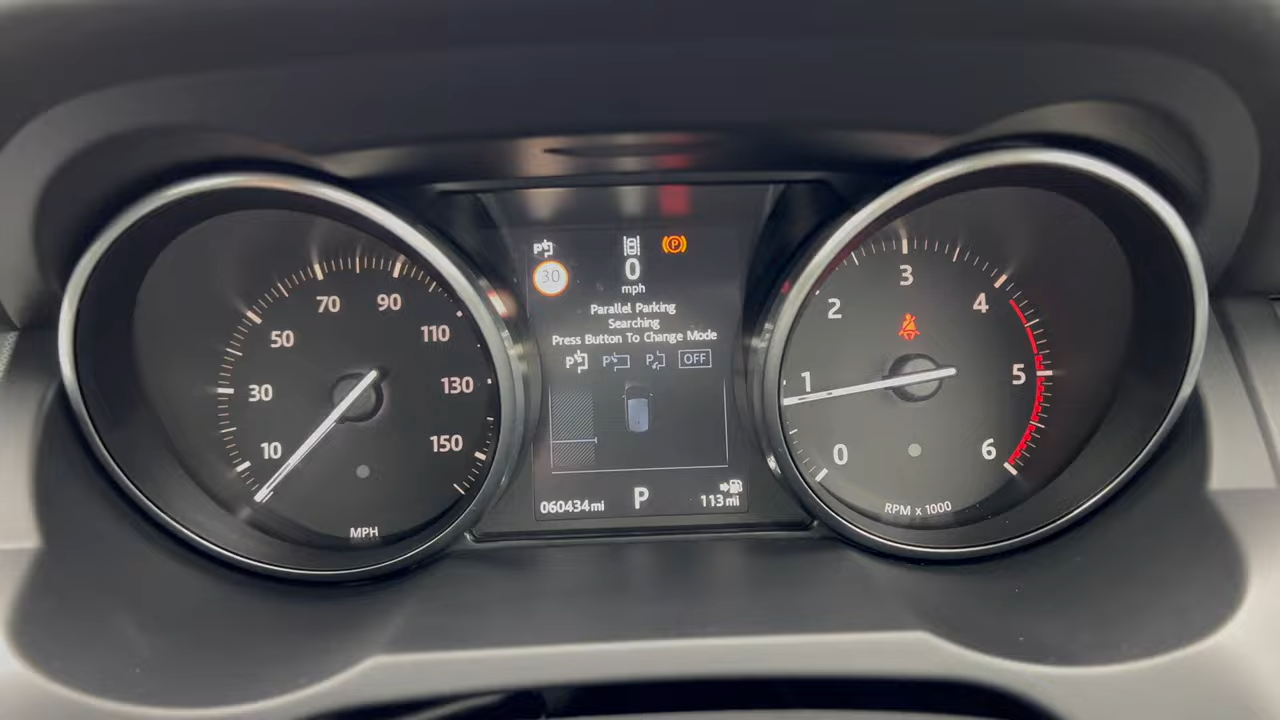 10
30
50
70
90
110
130
150
MPH
30
P
0
mph
Parallel Parking
Searching
Press Button To Change Mode
P P P OFF
060434mi P 113mi
0
1
2
3
4
5
6
RPM x 1000